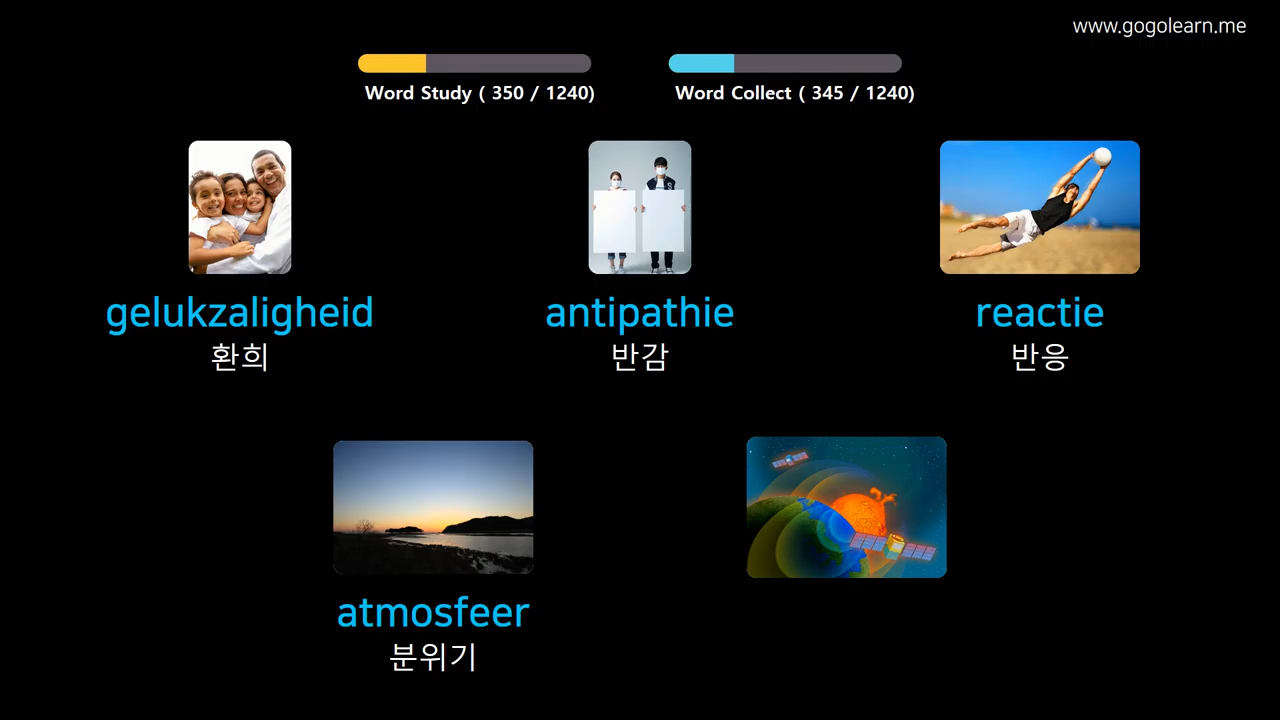 www.gogolearn.me
Word Study ( 350 / 1240)
Word Collect ( 345 / 1240)
gelukzaligheid
환희
antipathie
반감
reactie
반응
atmosfeer
분위기